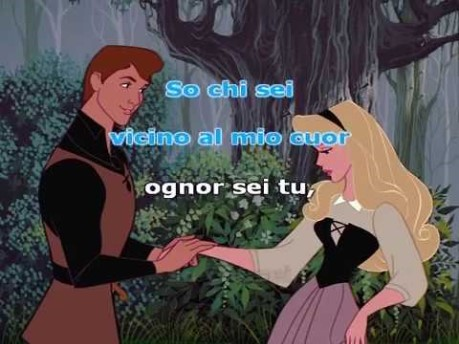 So chi sei
vicino al mio cuor
ognor sei tu,